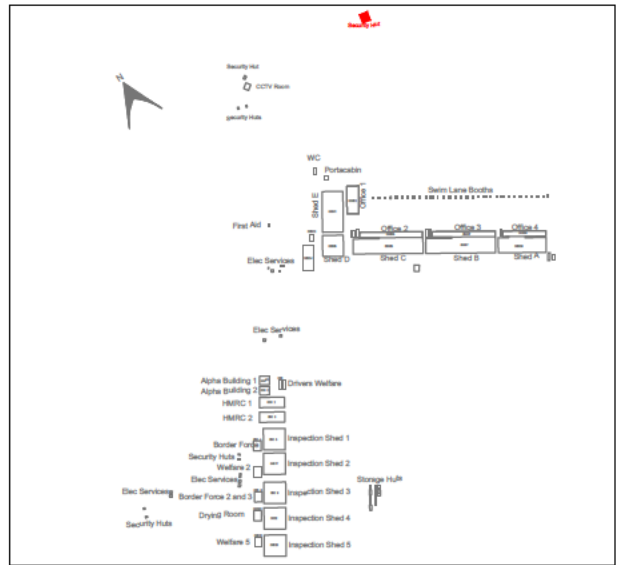 Security Hut
Security Hut
N
CCTV Room
Security Huts
WC
Portacabin
Swim Lane Booths
Shed E
Office 1
First Aid
Office 2
Office 3
Office 4
Elec Services
Shed D
Shed C
Shed B
Shed A
Elec Services
Alpha Building 1
Drivers Welfare
Alpha Building 2
HMRC 1
HMRC 2
Inspection Shed 1
Border Force
Security Huts
Inspection Shed 2
Welfare 2
Elec Services
Storage Huts
Elec Services
Border Force 2 and 3
Inspection Shed 3
Drying Room
Inspection Shed 4
Security Huts
Welfare 5
Inspection Shed 5